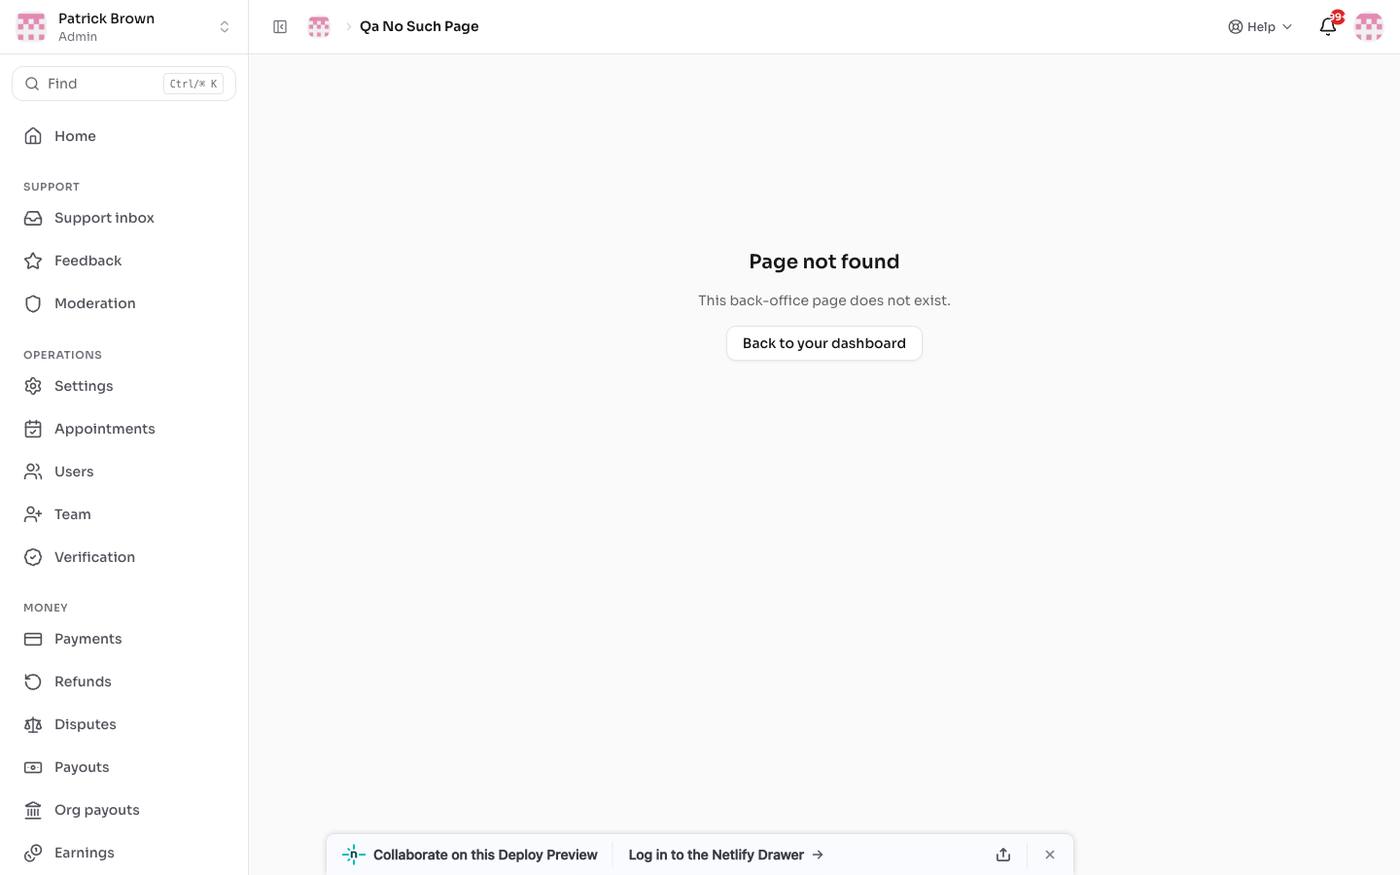 Patrick Brown
Admin
Find
Ctrl/⌘ K
Home
SUPPORT
Support inbox
Feedback
Moderation
OPERATIONS
Settings
Appointments
Users
Team
Verification
MONEY
Payments
Refunds
Disputes
Payouts
Org payouts
Earnings
Qa No Such Page
Help
Page not found
This back-office page does not exist.
Back to your dashboard
Collaborate on this Deploy Preview
Log in to the Netlify Drawer →